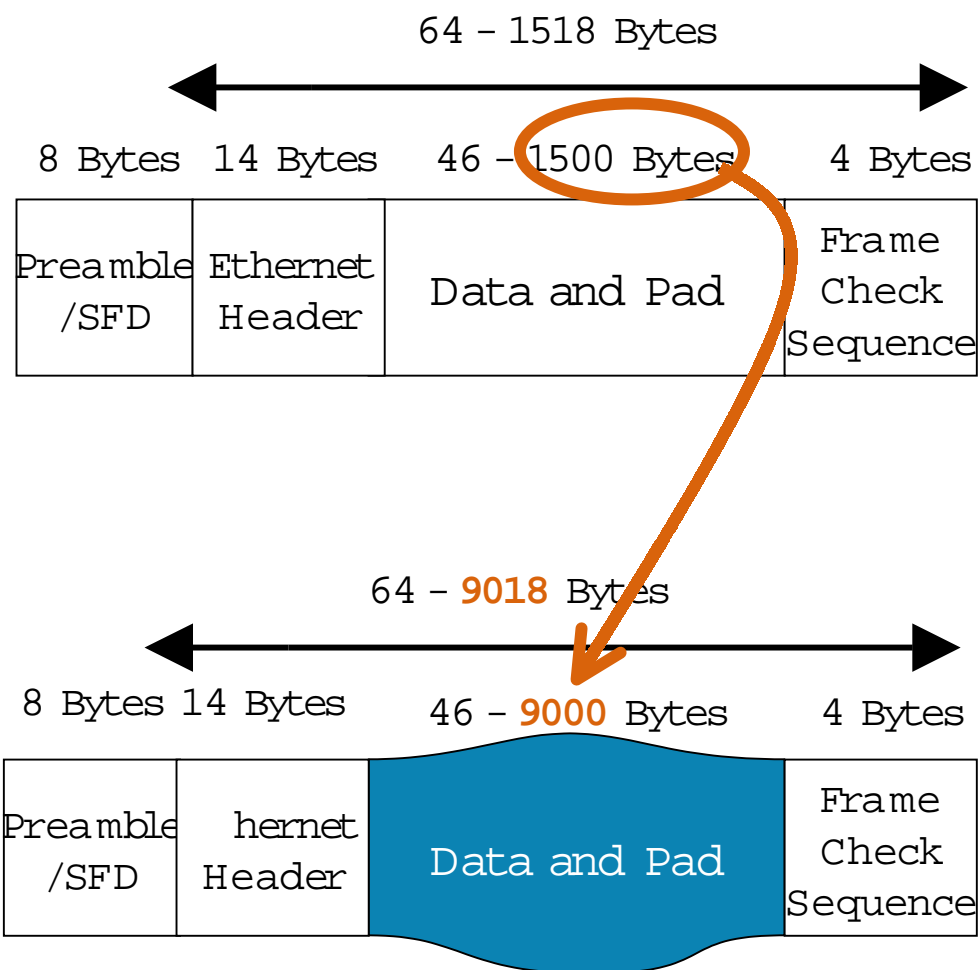 64 – 1518 Bytes
8 Bytes 14 Bytes 46 – 1500 Bytes 4 Bytes
Preamble
/SFD
Ethernet
Header
Data and Pad
Frame
Check
Sequence
64 – 9018 Bytes
8 Bytes 14 Bytes 46 – 9000 Bytes 4 Bytes
Preamble
/SFD
hernet
Header
Data and Pad
Frame
Check
Sequence